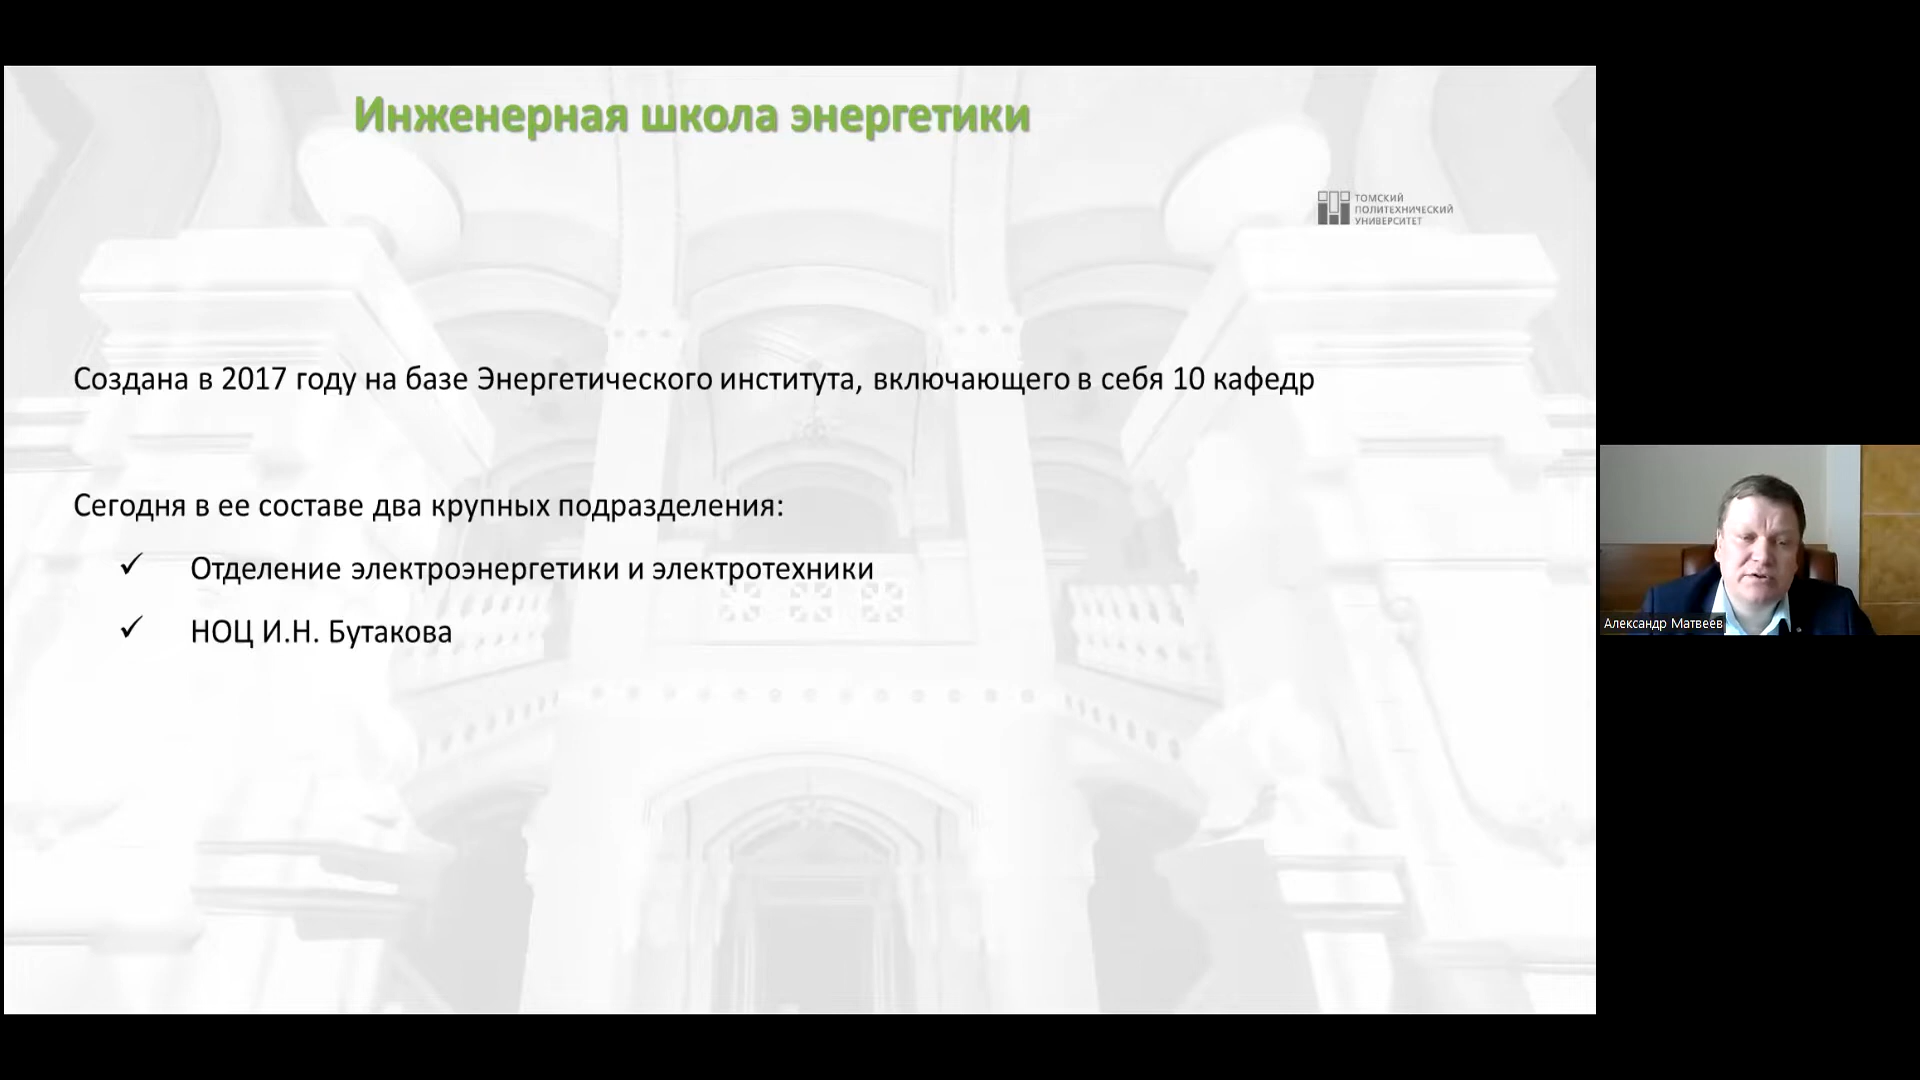 Инженерная школа энергетики
ТОМСКИЙ
ПОЛИТЕХНИЧЕСКИЙ
УНИВЕРСИТЕТ
Создана в 2017 году на базе Энергетического института, включающего в себя 10 кафедр
Сегодня в ее составе два крупных подразделения:
✓ Отделение электроэнергетики и электротехники
✓ НОЦ И.Н. Бутакова
Александр Матвеев